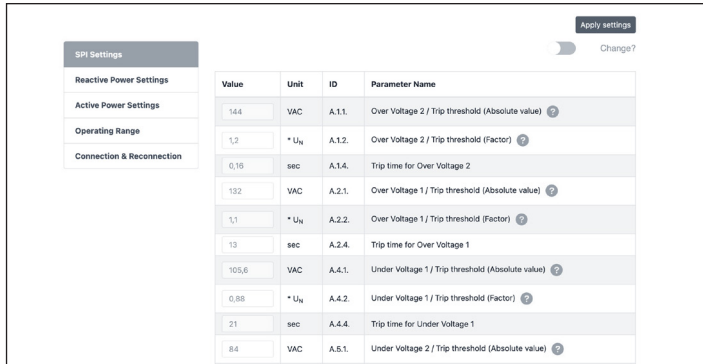 Apply settings
Change?
SPI Settings
Reactive Power Settings
Active Power Settings
Operating Range
Connection & Reconnection
Value Unit ID Parameter Name
144 VAC A.1.1. Over Voltage 2 / Trip threshold (Absolute value) ?
1,2 * UN A.1.2. Over Voltage 2 / Trip threshold (Factor) ?
0,16 sec A.1.4. Trip time for Over Voltage 2
132 VAC A.2.1. Over Voltage 1 / Trip threshold (Absolute value) ?
1,1 * UN A.2.2. Over Voltage 1 / Trip threshold (Factor) ?
13 sec A.2.4. Trip time for Over Voltage 1
105,6 VAC A.4.1. Under Voltage 1 / Trip threshold (Absolute value) ?
0,88 * UN A.4.2. Under Voltage 1 / Trip threshold (Factor) ?
21 sec A.4.4. Trip time for Under Voltage 1
84 VAC A.5.1. Under Voltage 2 / Trip threshold (Absolute value) ?